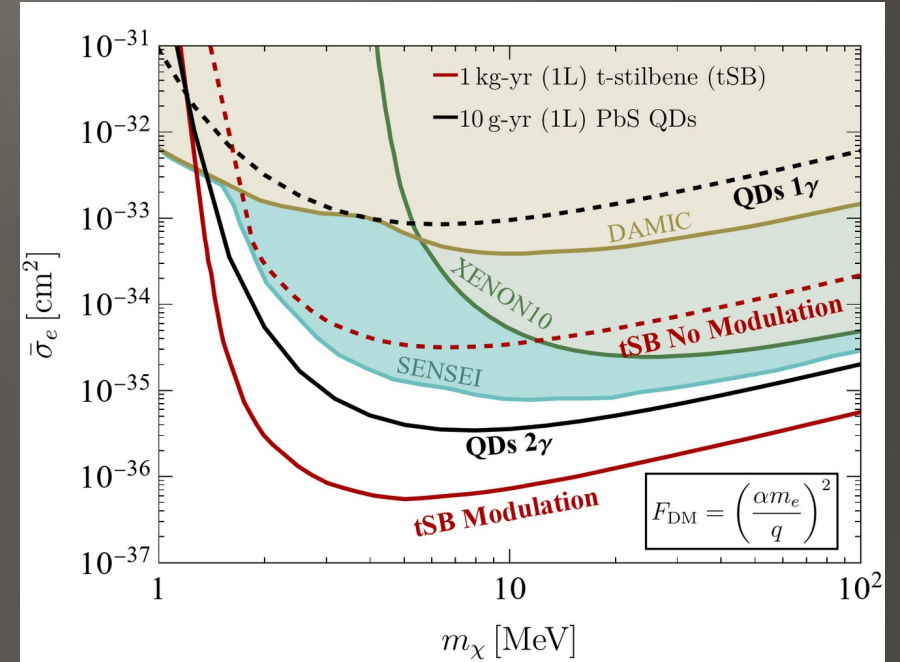 10⁻³¹
10⁻³²
10⁻³³
10⁻³⁴
10⁻³⁵
10⁻³⁶
10⁻³⁷
σ̄ₑ [cm²]
1 kg-yr (1L) t-stilbene (tSB)
10 g-yr (1L) PbS QDs
QDs 1γ
DAMIC
XENON10
tSB No Modulation
SENSEI
QDs 2γ
tSB Modulation
F_DM = (αmₑ/q)²
1 10 10²
m_χ [MeV]